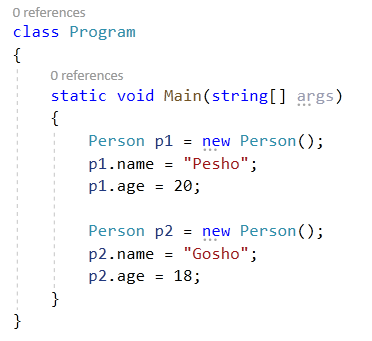 0 references
class Program
{
0 references
static void Main(string[] args)
{
Person p1 = new Person();
p1.name = "Pesho";
p1.age = 20;
Person p2 = new Person();
p2.name = "Gosho";
p2.age = 18;
}
}